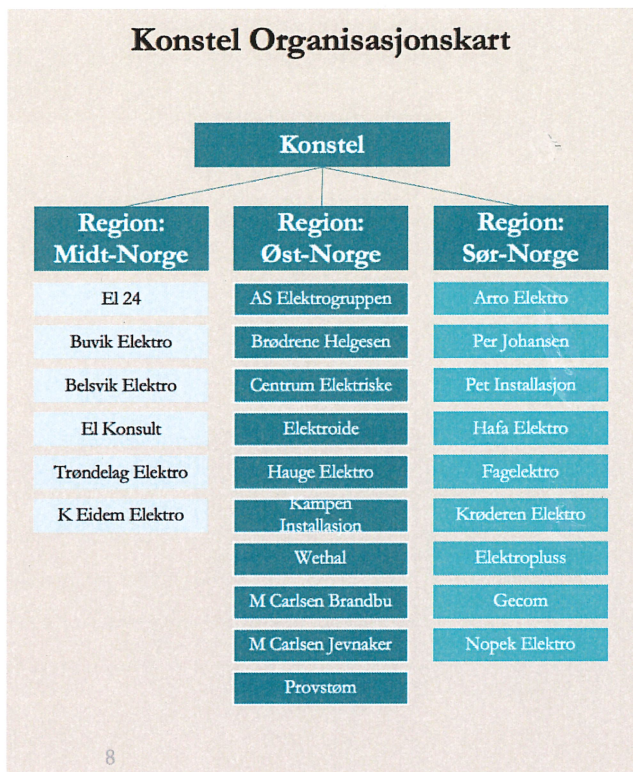 Konstel Organisasjonskart
Konstel
Region:
Midt-Norge
El 24
Buvik Elektro
Belsvik Elektro
El Konsult
Trøndelag Elektro
K Eidem Elektro
Region:
Øst-Norge
AS Elektrogruppen
Brødrene Helgesen
Centrum Elektriske
Elektroide
Hauge Elektro
Kampen
Installasjon
Wethal
M Carlsen Brandbu
M Carlsen Jevnaker
Provstøm
Region:
Sør-Norge
Arro Elektro
Per Johansen
Pet Installasjon
Hafa Elektro
Fagelektro
Krøderen Elektro
Elektropluss
Gecom
Nopek Elektro
8